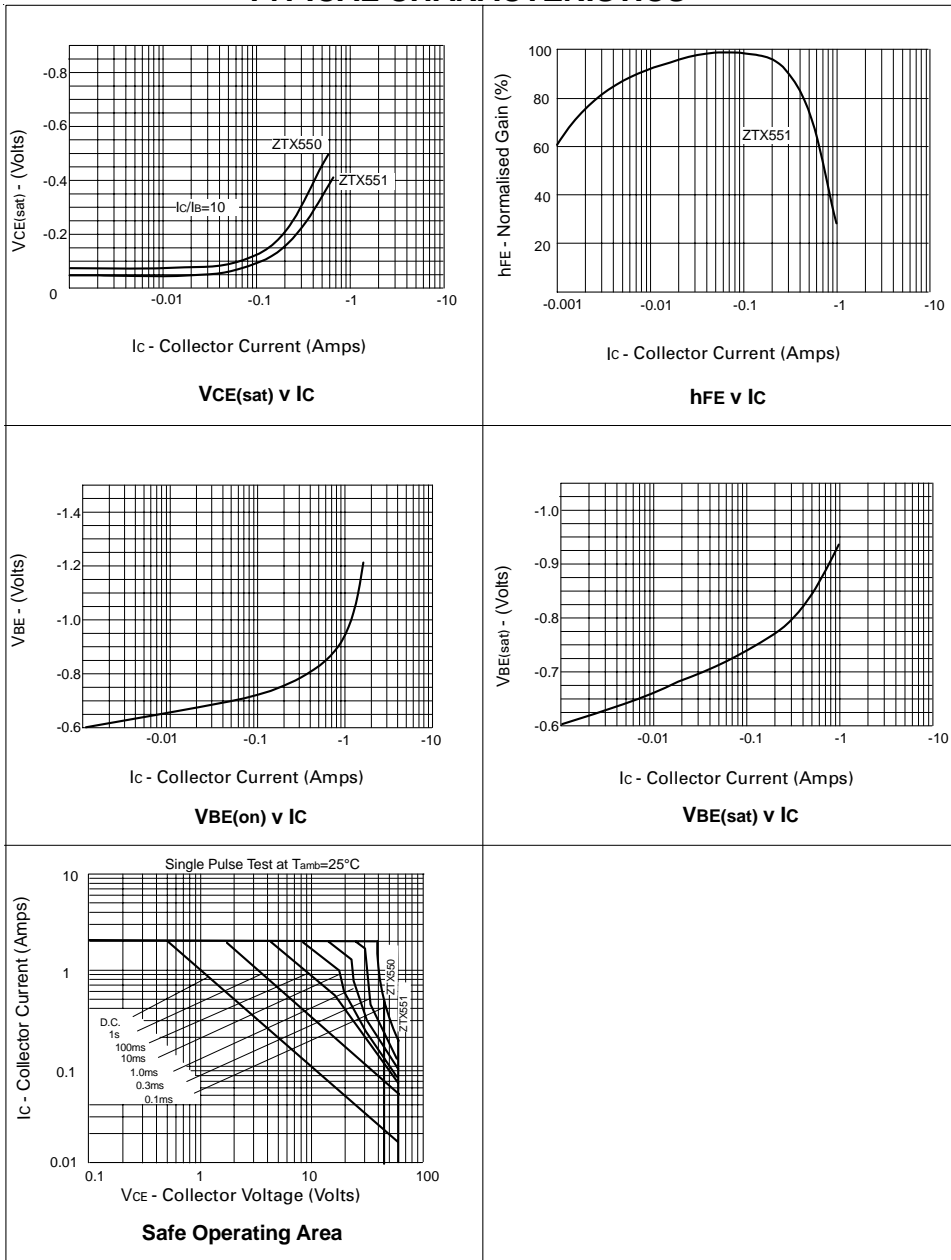 -0.8
-0.6
-0.4
-0.2
0
VCE(sat) - (Volts)
ZTX550
ZTX551
IC/IB=10
-0.01
-0.1
-1
-10
IC - Collector Current (Amps)
VCE(sat) v IC
100
80
60
40
20
hFE - Normalised Gain (%)
ZTX551
-0.001
-0.01
-0.1
-1
-10
IC - Collector Current (Amps)
hFE v IC
-1.4
-1.2
-1.0
-0.8
-0.6
VBE - (Volts)
-0.01
-0.1
-1
-10
IC - Collector Current (Amps)
VBE(on) v IC
-1.0
-0.9
-0.8
-0.7
-0.6
VBE(sat) - (Volts)
-0.01
-0.1
-1
-10
IC - Collector Current (Amps)
VBE(sat) v IC
Single Pulse Test at Tamb=25°C
10
1
0.1
0.01
IC - Collector Current (Amps)
D.C.
1s
100ms
10ms
1.0ms
0.3ms
0.1ms
ZTX550
ZTX551
0.1
1
10
100
VCE - Collector Voltage (Volts)
Safe Operating Area